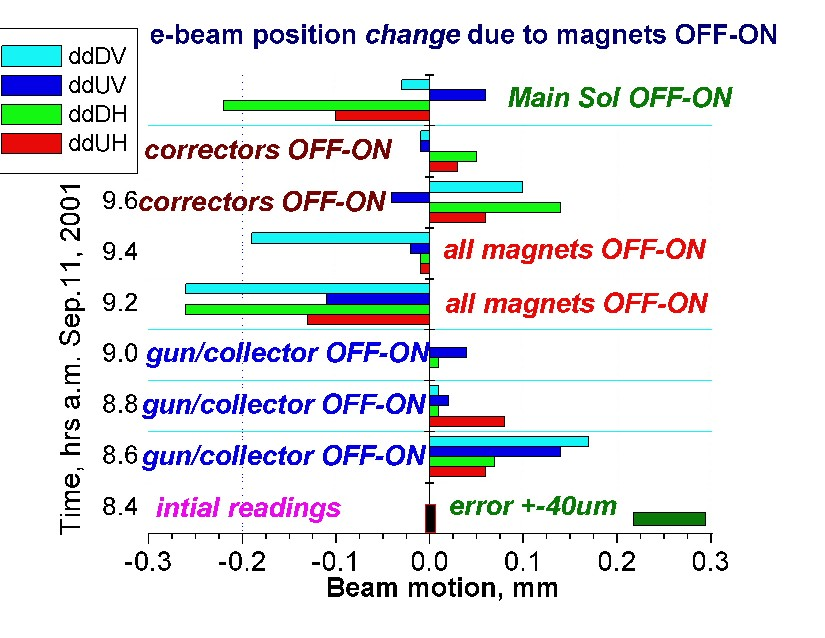 e-beam position change due to magnets OFF-ON
ddDV
ddUV
ddDH
ddUH
Main Sol OFF-ON
correctors OFF-ON
9.6
correctors OFF-ON
9.4
all magnets OFF-ON
9.2
all magnets OFF-ON
9.0
gun/collector OFF-ON
8.8
gun/collector OFF-ON
8.6
gun/collector OFF-ON
8.4
intial readings
error +-40um
Time, hrs a.m. Sep.11, 2001
-0.3 -0.2 -0.1 0.0 0.1 0.2 0.3
Beam motion, mm